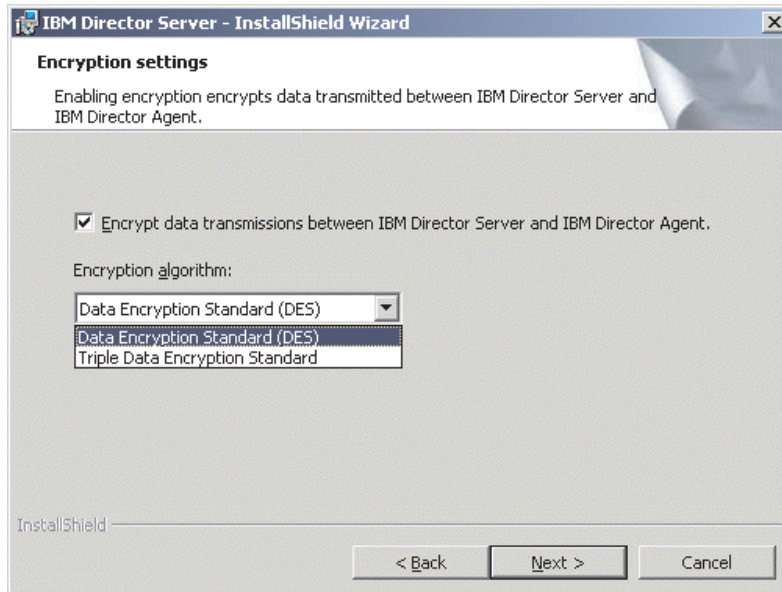 IBM Director Server - InstallShield Wizard
Encryption settings
Enabling encryption encrypts data transmitted between IBM Director Server and
IBM Director Agent.
Encrypt data transmissions between IBM Director Server and IBM Director Agent.
Encryption algorithm:
Data Encryption Standard (DES)
Data Encryption Standard (DES)
Triple Data Encryption Standard
InstallShield
< Back
Next >
Cancel